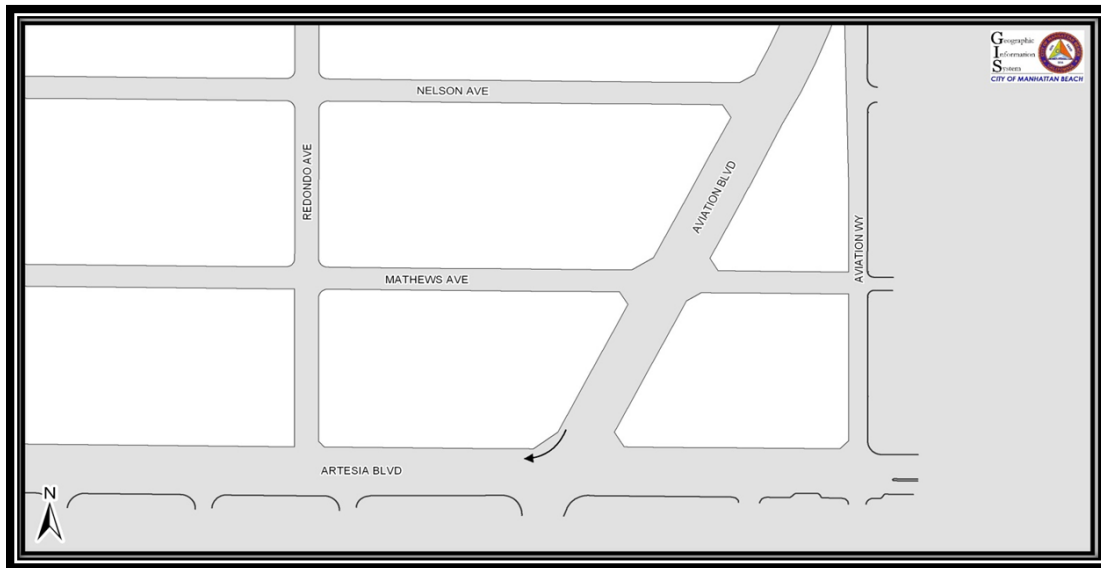 Geographic
Information
System
CITY OF MANHATTAN BEACH
NELSON AVE
REDONDO AVE
AVIATION BLVD
AVIATION WY
MATHEWS AVE
ARTESIA BLVD
N